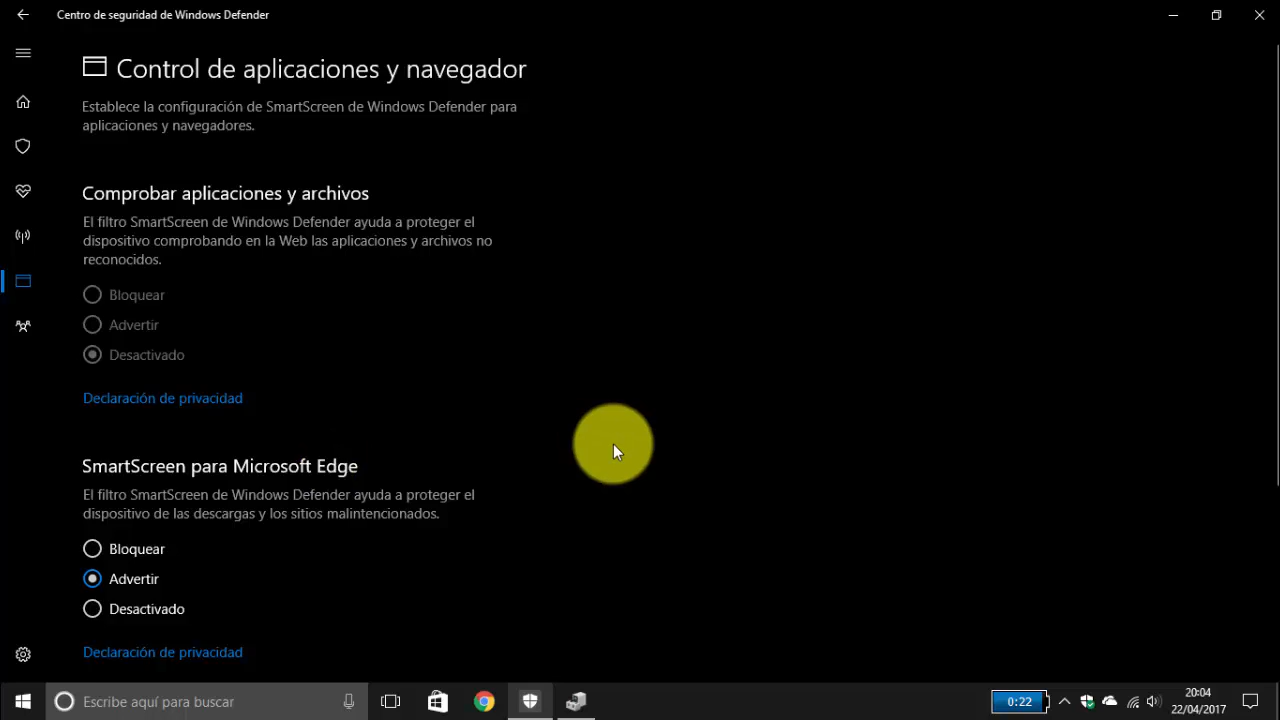 Centro de seguridad de Windows Defender
Control de aplicaciones y navegador
Establece la configuración de SmartScreen de Windows Defender para
aplicaciones y navegadores.
Comprobar aplicaciones y archivos
El filtro SmartScreen de Windows Defender ayuda a proteger el
dispositivo comprobando en la Web las aplicaciones y archivos no
reconocidos.
Bloquear
Advertir
Desactivado
Declaración de privacidad
SmartScreen para Microsoft Edge
El filtro SmartScreen de Windows Defender ayuda a proteger el
dispositivo de las descargas y los sitios malintencionados.
Bloquear
Advertir
Desactivado
Declaración de privacidad
Escribe aquí para buscar
0:22
20:04
22/04/2017